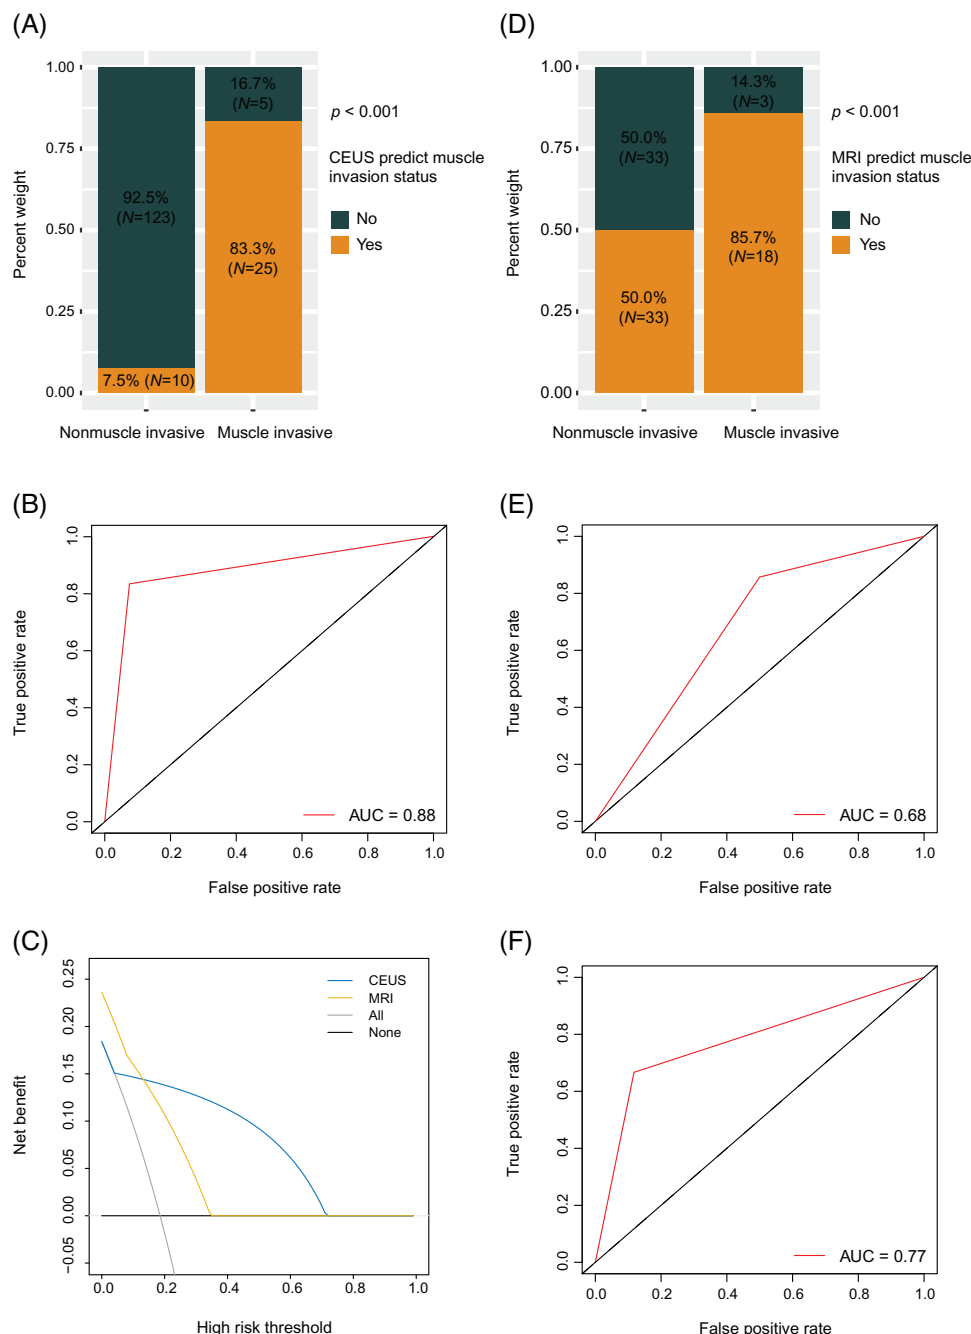 (A)
1.00
0.75
0.50
0.25
0.00
Percent weight
92.5%
(N=123)
7.5% (N=10)
16.7%
(N=5)
83.3%
(N=25)
Nonmuscle invasive
Muscle invasive
p < 0.001
CEUS predict muscle
invasion status
No
Yes
(D)
1.00
0.75
0.50
0.25
0.00
Percent weight
50.0%
(N=33)
50.0%
(N=33)
14.3%
(N=3)
85.7%
(N=18)
Nonmuscle invasive
Muscle invasive
p < 0.001
MRI predict muscle
invasion status
No
Yes
(B)
True positive rate
1.0
0.8
0.6
0.4
0.2
0.0
AUC = 0.88
0.0 0.2 0.4 0.6 0.8 1.0
False positive rate
(E)
True positive rate
1.0
0.8
0.6
0.4
0.2
0.0
AUC = 0.68
0.0 0.2 0.4 0.6 0.8 1.0
False positive rate
(C)
Net benefit
0.25
0.20
0.15
0.10
0.05
0.00
−0.05
CEUS
MRI
All
None
0.0 0.2 0.4 0.6 0.8 1.0
High risk threshold
(F)
True positive rate
1.0
0.8
0.6
0.4
0.2
0.0
AUC = 0.77
0.0 0.2 0.4 0.6 0.8 1.0
False positive rate